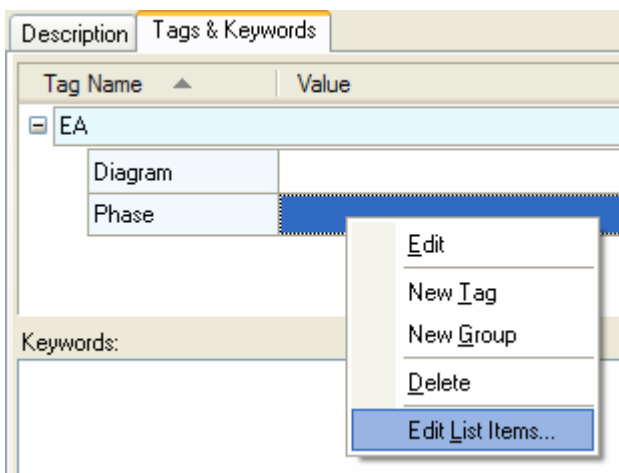 Description Tags & Keywords
Tag Name Value
EA
Diagram
Phase
Edit
New Tag
New Group
Keywords:
Delete
Edit List Items...